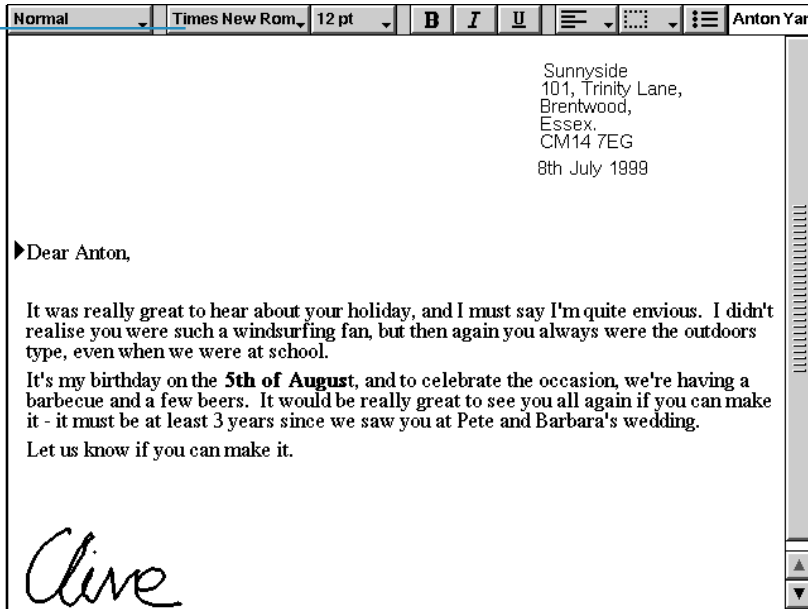 Normal Times New Rom 12 pt B I U Anton Yar
Sunnyside
101, Trinity Lane,
Brentwood,
Essex.
CM14 7EG
8th July 1999
Dear Anton,
It was really great to hear about your holiday, and I must say I'm quite envious. I didn't
realise you were such a windsurfing fan, but then again you always were the outdoors
type, even when we were at school.
It's my birthday on the 5th of August, and to celebrate the occasion, we're having a
barbecue and a few beers. It would be really great to see you all again if you can make
it - it must be at least 3 years since we saw you at Pete and Barbara's wedding.
Let us know if you can make it.
Clive